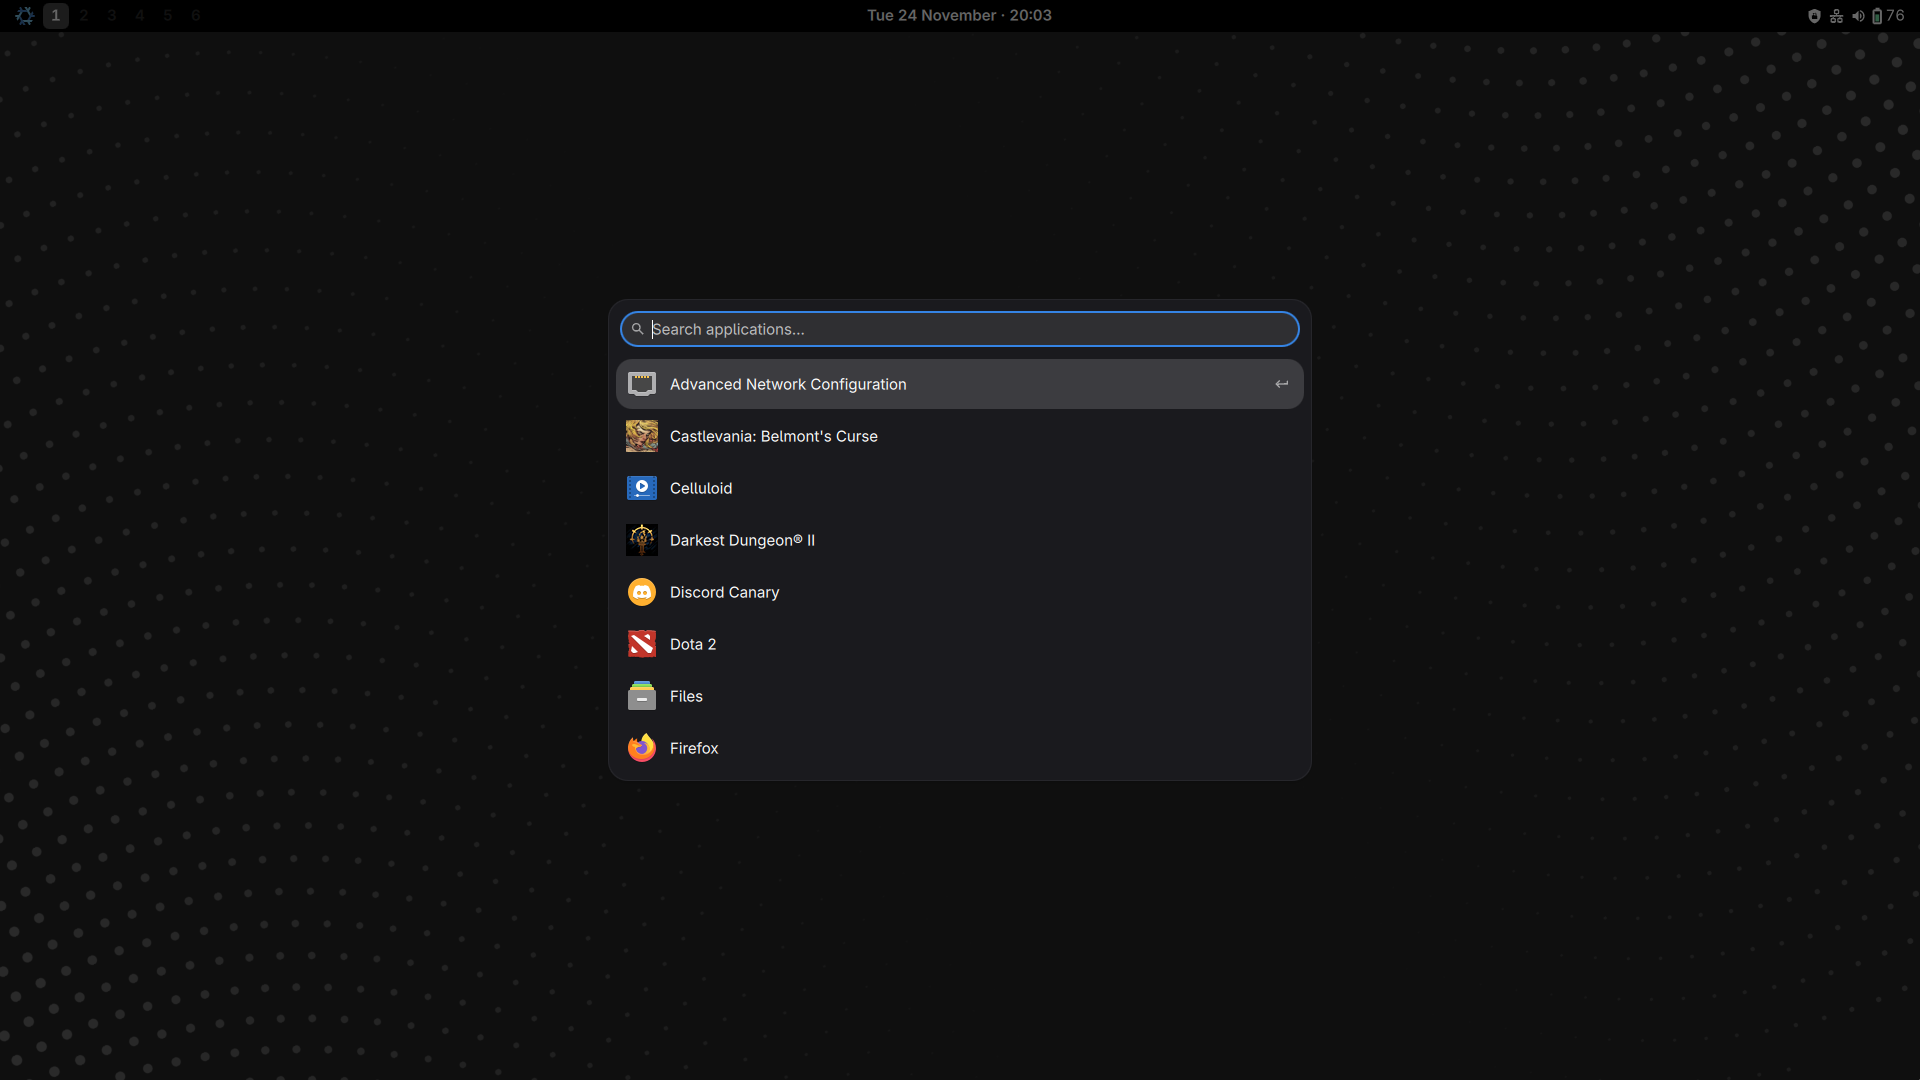 1 2 3 4 5 6
Tue 24 November · 20:03
76
Search applications...
Advanced Network Configuration
Castlevania: Belmont's Curse
Celluloid
Darkest Dungeon® II
Discord Canary
Dota 2
Files
Firefox